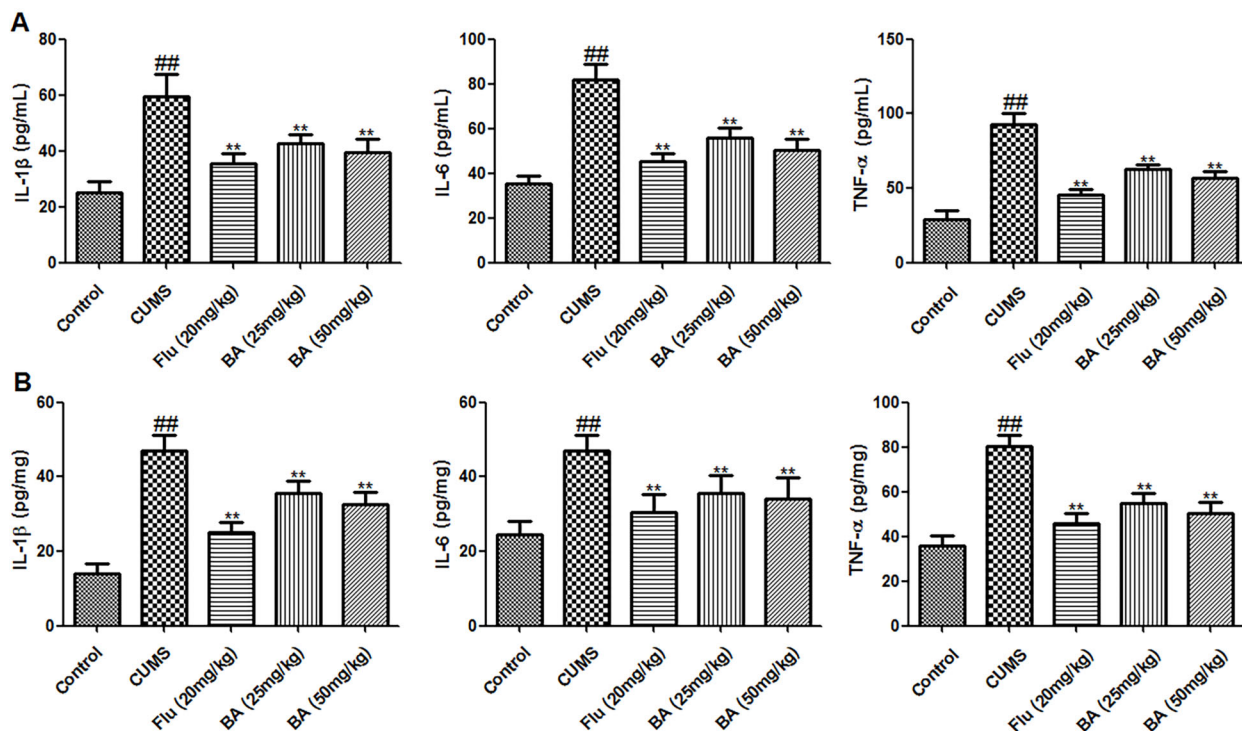 A
IL-1β (pg/mL)
80
60
40
20
0
##
**
**
**
Control
CUMS
Flu (20mg/kg)
BA (25mg/kg)
BA (50mg/kg)
IL-6 (pg/mL)
100
80
60
40
20
0
##
**
**
**
Control
CUMS
Flu (20mg/kg)
BA (25mg/kg)
BA (50mg/kg)
TNF-α (pg/mL)
150
100
50
0
##
**
**
**
Control
CUMS
Flu (20mg/kg)
BA (25mg/kg)
BA (50mg/kg)
B
IL-1β (pg/mg)
60
40
20
0
##
**
**
**
Control
CUMS
Flu (20mg/kg)
BA (25mg/kg)
BA (50mg/kg)
IL-6 (pg/mg)
60
40
20
0
##
**
**
**
Control
CUMS
Flu (20mg/kg)
BA (25mg/kg)
BA (50mg/kg)
TNF-α (pg/mg)
100
80
60
40
20
0
##
**
**
**
Control
CUMS
Flu (20mg/kg)
BA (25mg/kg)
BA (50mg/kg)